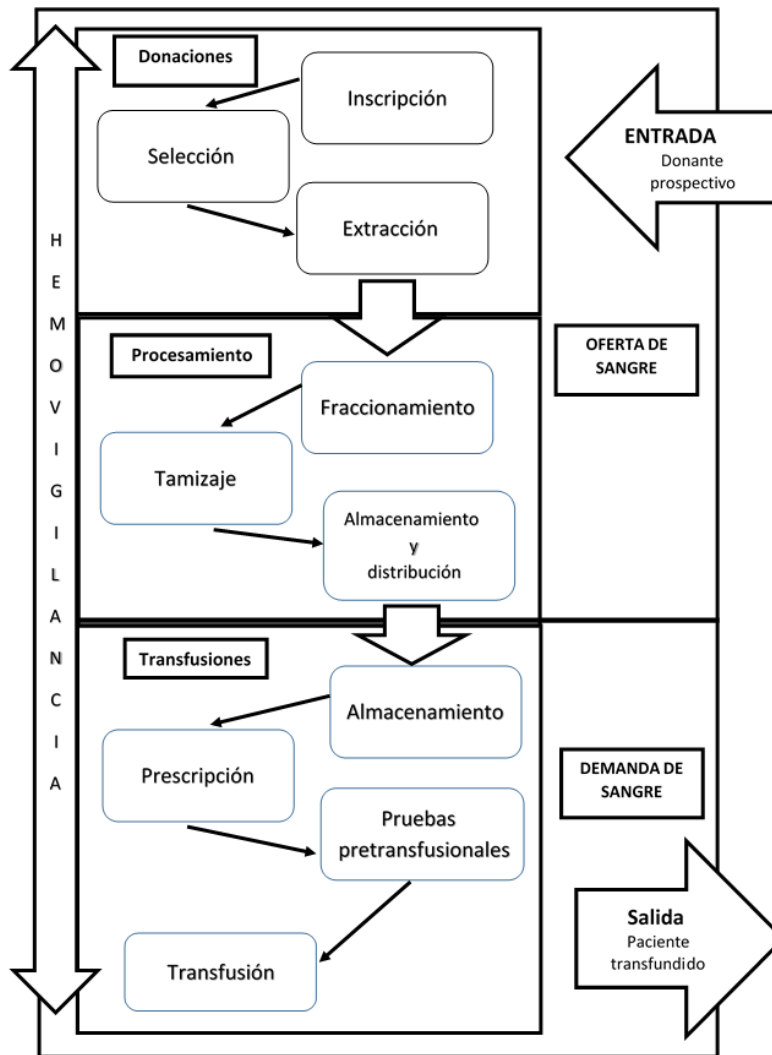 Donaciones
Inscripción
Selección
Extracción
ENTRADA
Donante
prospectivo
HEMOVIGILANCIA
Procesamiento
Fraccionamiento
Tamizaje
Almacenamiento
y
distribución
OFERTA DE
SANGRE
Transfusiones
Almacenamiento
Prescripción
Pruebas
pretransfusionales
Transfusión
DEMANDA DE
SANGRE
Salida
Paciente
transfundido